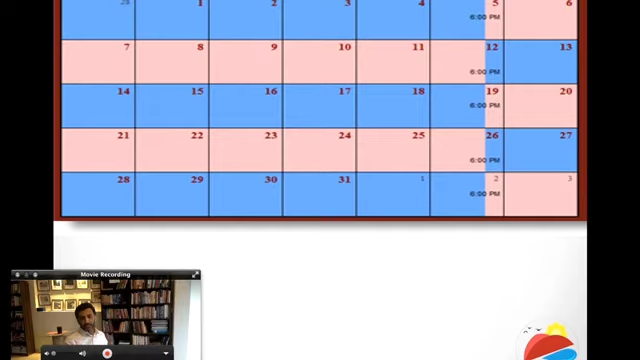 28 1 2 3 4 5 6
6:00 PM
7 8 9 10 11 12 13
6:00 PM
14 15 16 17 18 19 20
6:00 PM
21 22 23 24 25 26 27
6:00 PM
28 29 30 31 1 2 3
6:00 PM
Movie Recording